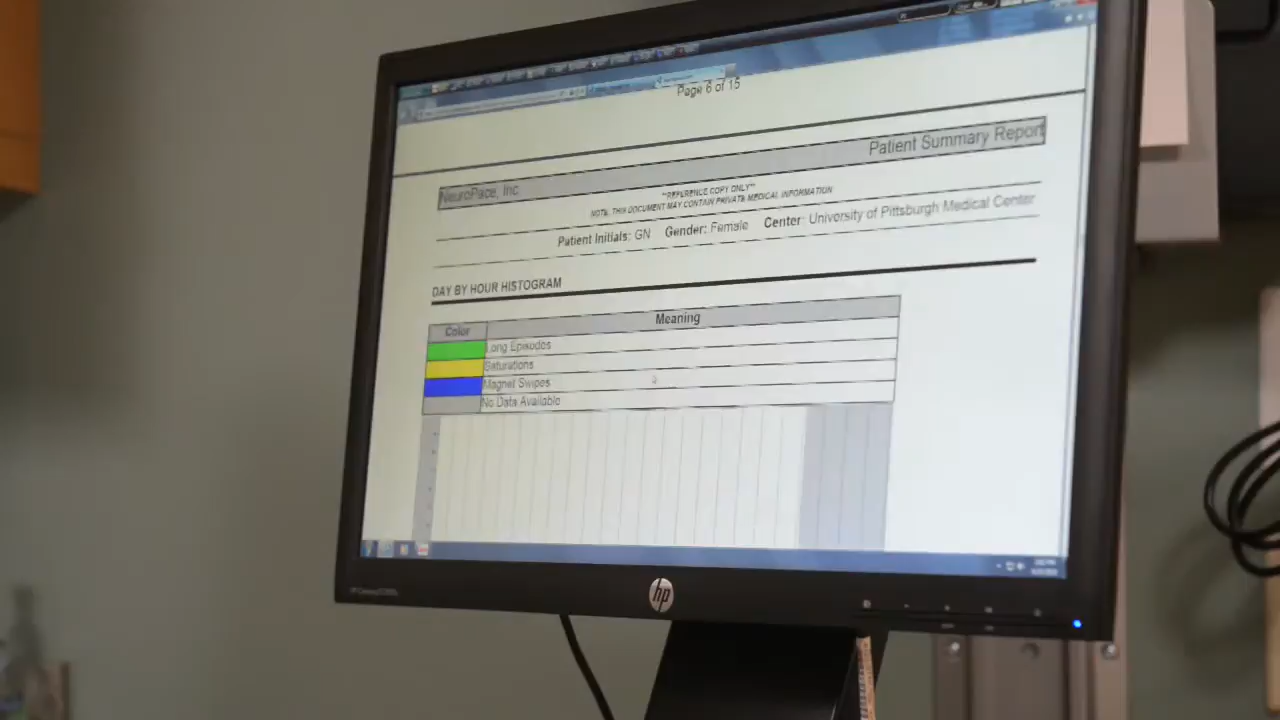 Page 6 of 15
Patient Summary Report
NeuroPace, Inc.
**REFERENCE COPY ONLY**
NOTE, THIS DOCUMENT MAY CONTAIN PRIVATE MEDICAL INFORMATION
Patient Initials: GN Gender: Female Center: University of Pittsburgh Medical Center
DAY BY HOUR HISTOGRAM
Color Meaning
Long Episodes
Saturations
Magnet Swipes
No Data Available
hp